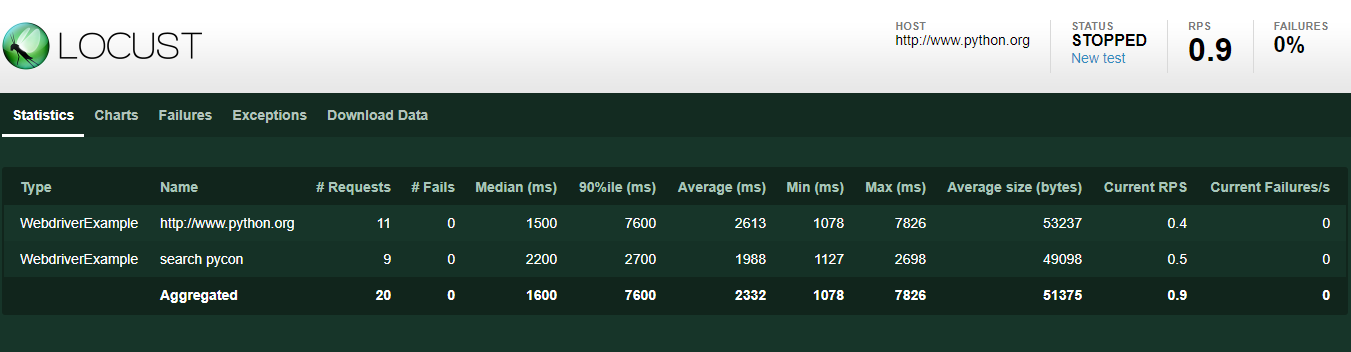 LOCUST
HOST
http://www.python.org
STATUS
STOPPED
New test
RPS
0.9
FAILURES
0%
Statistics Charts Failures Exceptions Download Data
Type Name # Requests # Fails Median (ms) 90%ile (ms) Average (ms) Min (ms) Max (ms) Average size (bytes) Current RPS Current Failures/s
WebdriverExample http://www.python.org 11 0 1500 7600 2613 1078 7826 53237 0.4 0
WebdriverExample search pycon 9 0 2200 2700 1988 1127 2698 49098 0.5 0
Aggregated 20 0 1600 7600 2332 1078 7826 51375 0.9 0